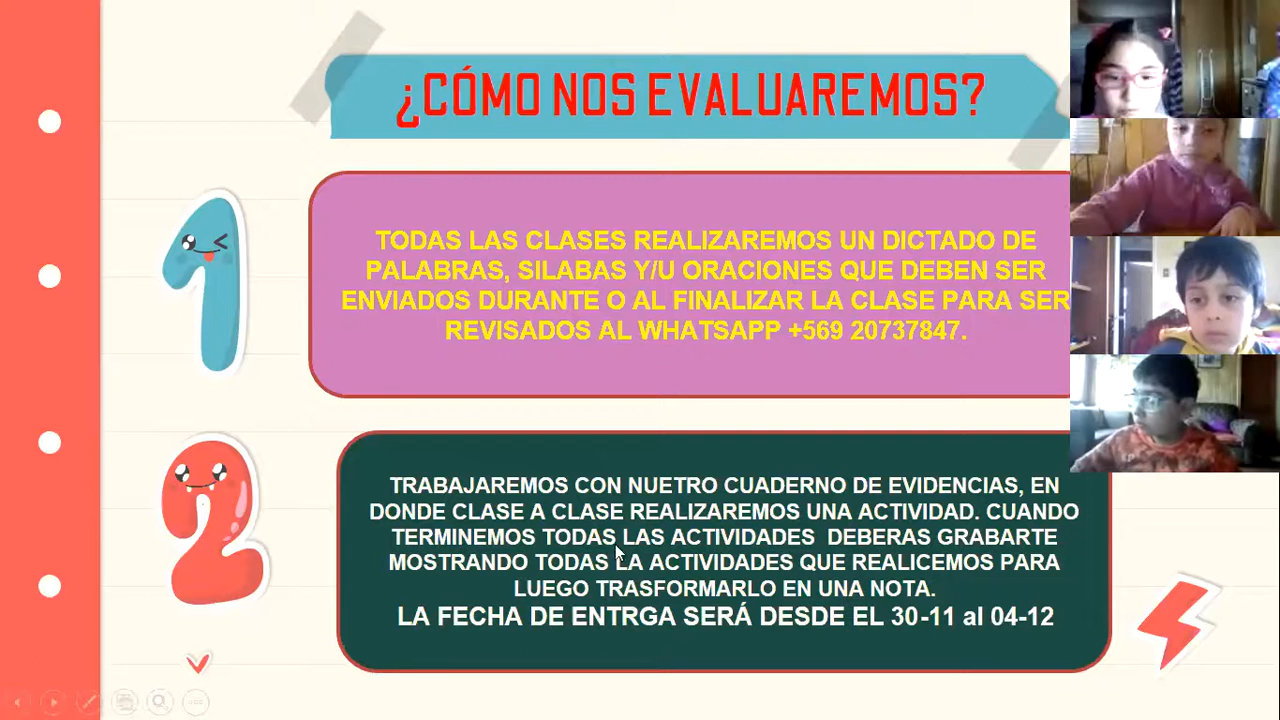 ¿CÓMO NOS EVALUAREMOS?
TODAS LAS CLASES REALIZAREMOS UN DICTADO DE
PALABRAS, SILABAS Y/U ORACIONES QUE DEBEN SER
ENVIADOS DURANTE O AL FINALIZAR LA CLASE PARA SER
REVISADOS AL WHATSAPP +569 20737847.
TRABAJAREMOS CON NUETRO CUADERNO DE EVIDENCIAS, EN
DONDE CLASE A CLASE REALIZAREMOS UNA ACTIVIDAD. CUANDO
TERMINEMOS TODAS LAS ACTIVIDADES DEBERAS GRABARTE
MOSTRANDO TODAS LA ACTIVIDADES QUE REALICEMOS PARA
LUEGO TRASFORMARLO EN UNA NOTA.
LA FECHA DE ENTRGA SERÁ DESDE EL 30-11 al 04-12